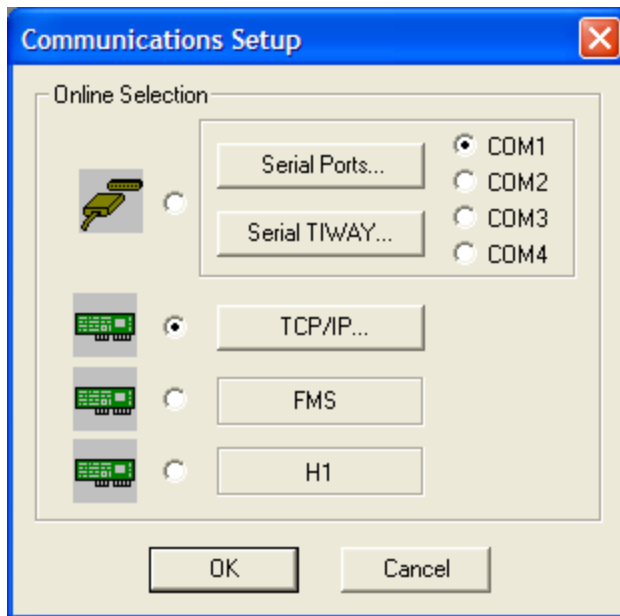 Communications Setup
Online Selection
Serial Ports...
Serial TIWAY...
COM1
COM2
COM3
COM4
TCP/IP...
FMS
H1
OK
Cancel